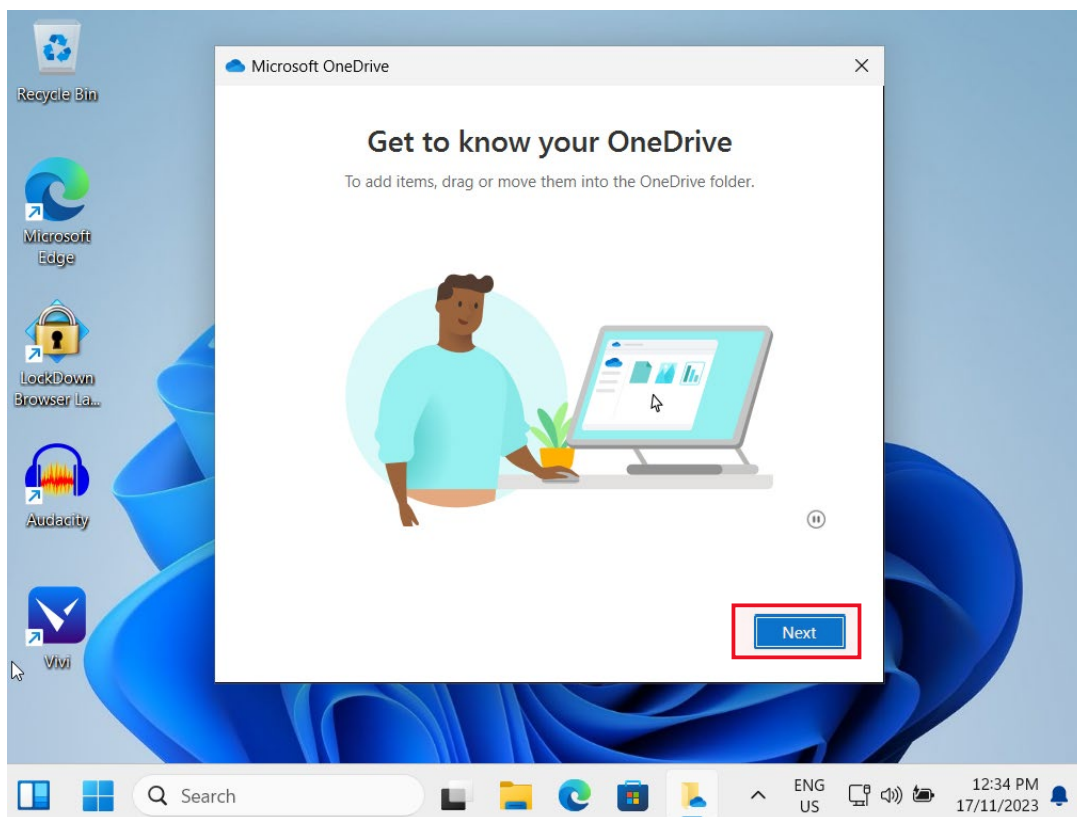 Recycle Bin
Microsoft
Edge
LockDown
Browser La...
Audacity
Vivi
Microsoft OneDrive
Get to know your OneDrive
To add items, drag or move them into the OneDrive folder.
Next
Search
ENG
US
12:34 PM
17/11/2023